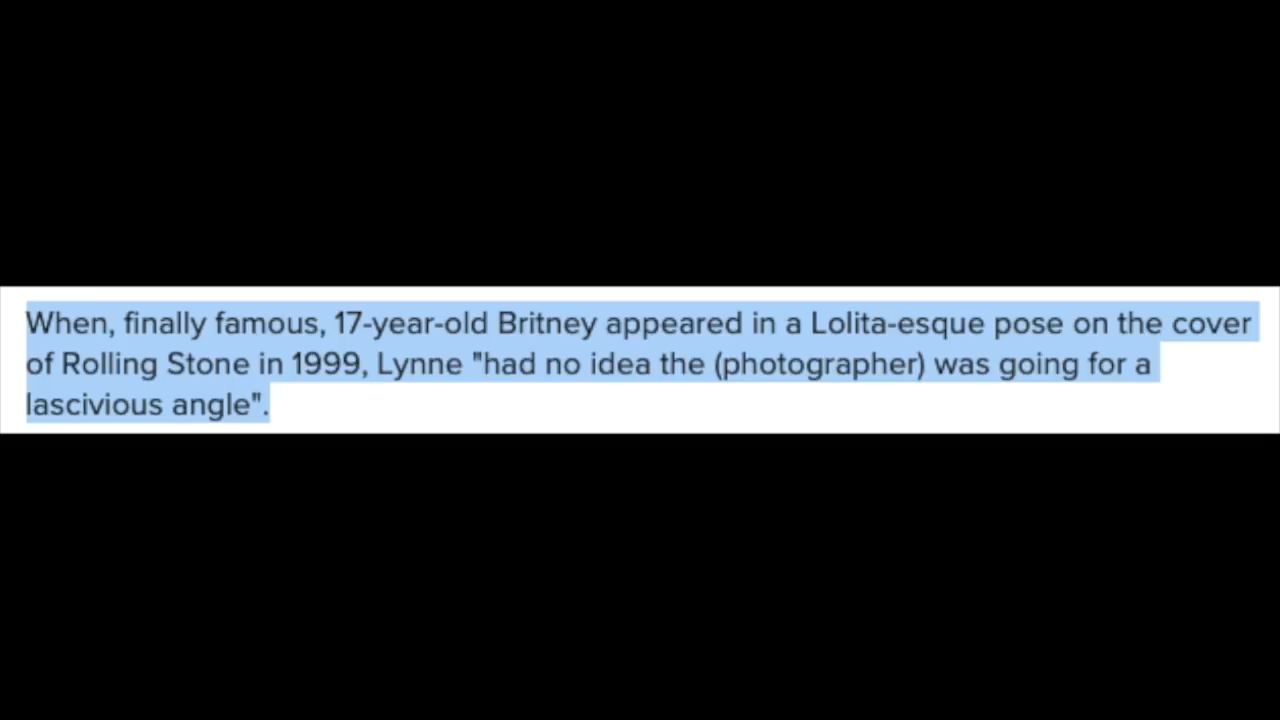 When, finally famous, 17-year-old Britney appeared in a Lolita-esque pose on the cover
of Rolling Stone in 1999, Lynne "had no idea the (photographer) was going for a
lascivious angle".